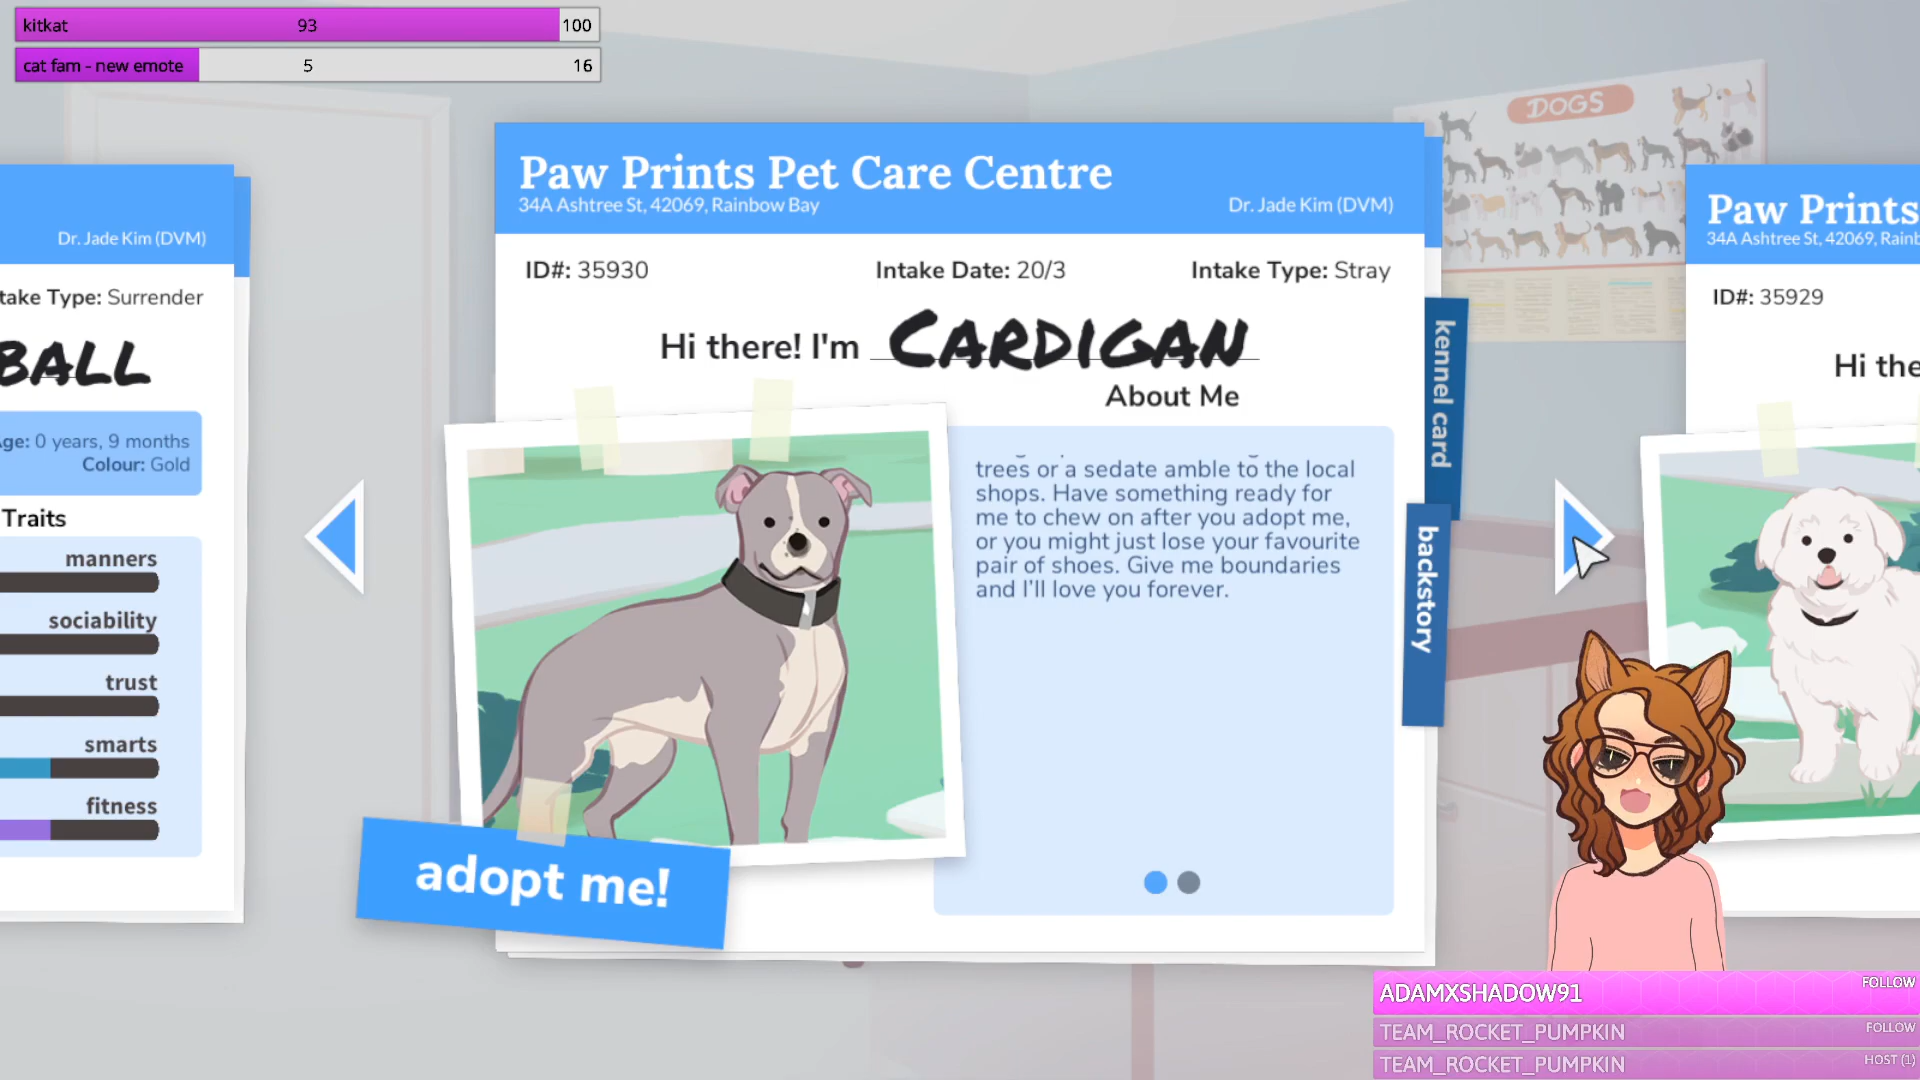 kitkat 93 100
cat fam - new emote 5 16
DOGS
Dr. Jade Kim (DVM)
take Type: Surrender
BALL
Age: 0 years, 9 months
Colour: Gold
Traits
manners
sociability
trust
smarts
fitness
Paw Prints Pet Care Centre
34A Ashtree St, 42069, Rainbow Bay
Dr. Jade Kim (DVM)
ID#: 35930
Intake Date: 20/3
Intake Type: Stray
Hi there! I'm CARDIGAN
About Me
trees or a sedate amble to the local
shops. Have something ready for
me to chew on after you adopt me,
or you might just lose your favourite
pair of shoes. Give me boundaries
and I'll love you forever.
adopt me!
kennel card
backstory
Paw Prints
34A Ashtree St, 42069, Rainb
ID#: 35929
Hi the
ADAMXSHADOW91 FOLLOW
TEAM_ROCKET_PUMPKIN FOLLOW
TEAM_ROCKET_PUMPKIN HOST (1)